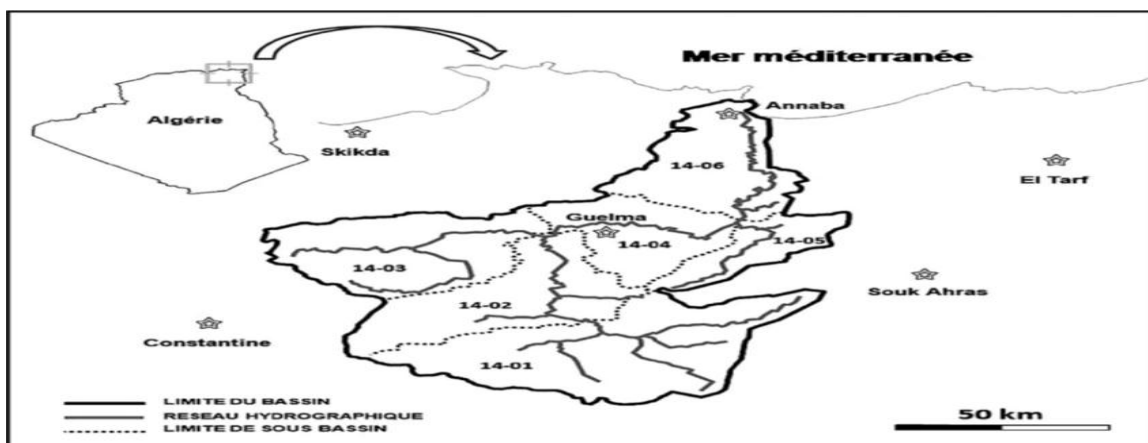 Mer méditerranée
Algérie
Skikda
Annaba
El Tarf
14-06
Guelma
14-04
14-05
14-03
14-02
Souk Ahras
Constantine
14-01
LIMITE DU BASSIN
RESEAU HYDROGRAPHIQUE
LIMITE DE SOUS BASSIN
50 km